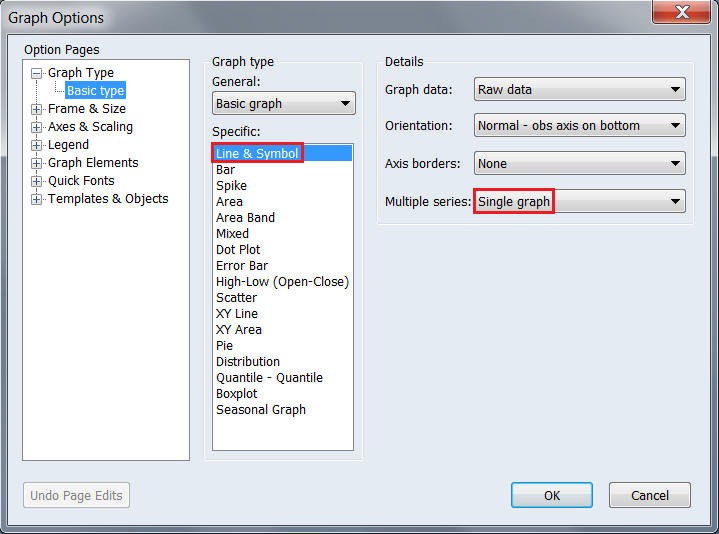 Graph Options
Option Pages
Graph Type
Basic type
Frame & Size
Axes & Scaling
Legend
Graph Elements
Quick Fonts
Templates & Objects
Graph type
General:
Basic graph
Specific:
Line & Symbol
Bar
Spike
Area
Area Band
Mixed
Dot Plot
Error Bar
High-Low (Open-Close)
Scatter
XY Line
XY Area
Pie
Distribution
Quantile - Quantile
Boxplot
Seasonal Graph
Details
Graph data: Raw data
Orientation: Normal - obs axis on bottom
Axis borders: None
Multiple series: Single graph
Undo Page Edits
OK
Cancel